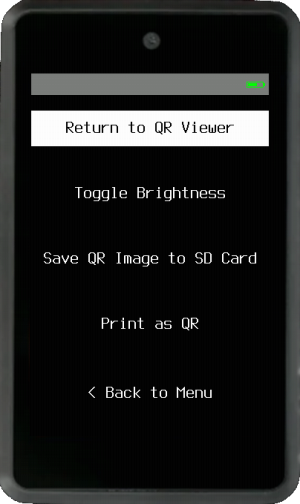 Return to QR Viewer
Toggle Brightness
Save QR Image to SD Card
Print as QR
< Back to Menu